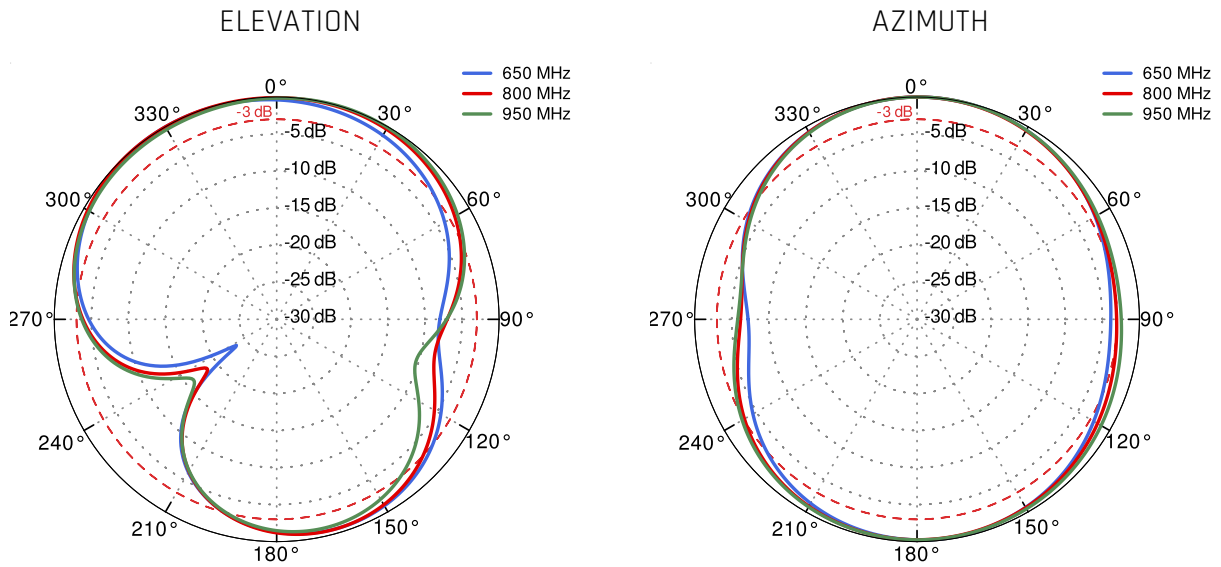 ELEVATION
650 MHz
800 MHz
950 MHz
0°
-3 dB
330°
30°
-5 dB
-10 dB
300°
60°
-15 dB
-20 dB
-25 dB
270°
-30 dB
90°
240°
120°
210°
150°
180°
AZIMUTH
650 MHz
800 MHz
950 MHz
0°
-3 dB
330°
30°
-5 dB
-10 dB
300°
60°
-15 dB
-20 dB
-25 dB
270°
-30 dB
90°
240°
120°
210°
150°
180°